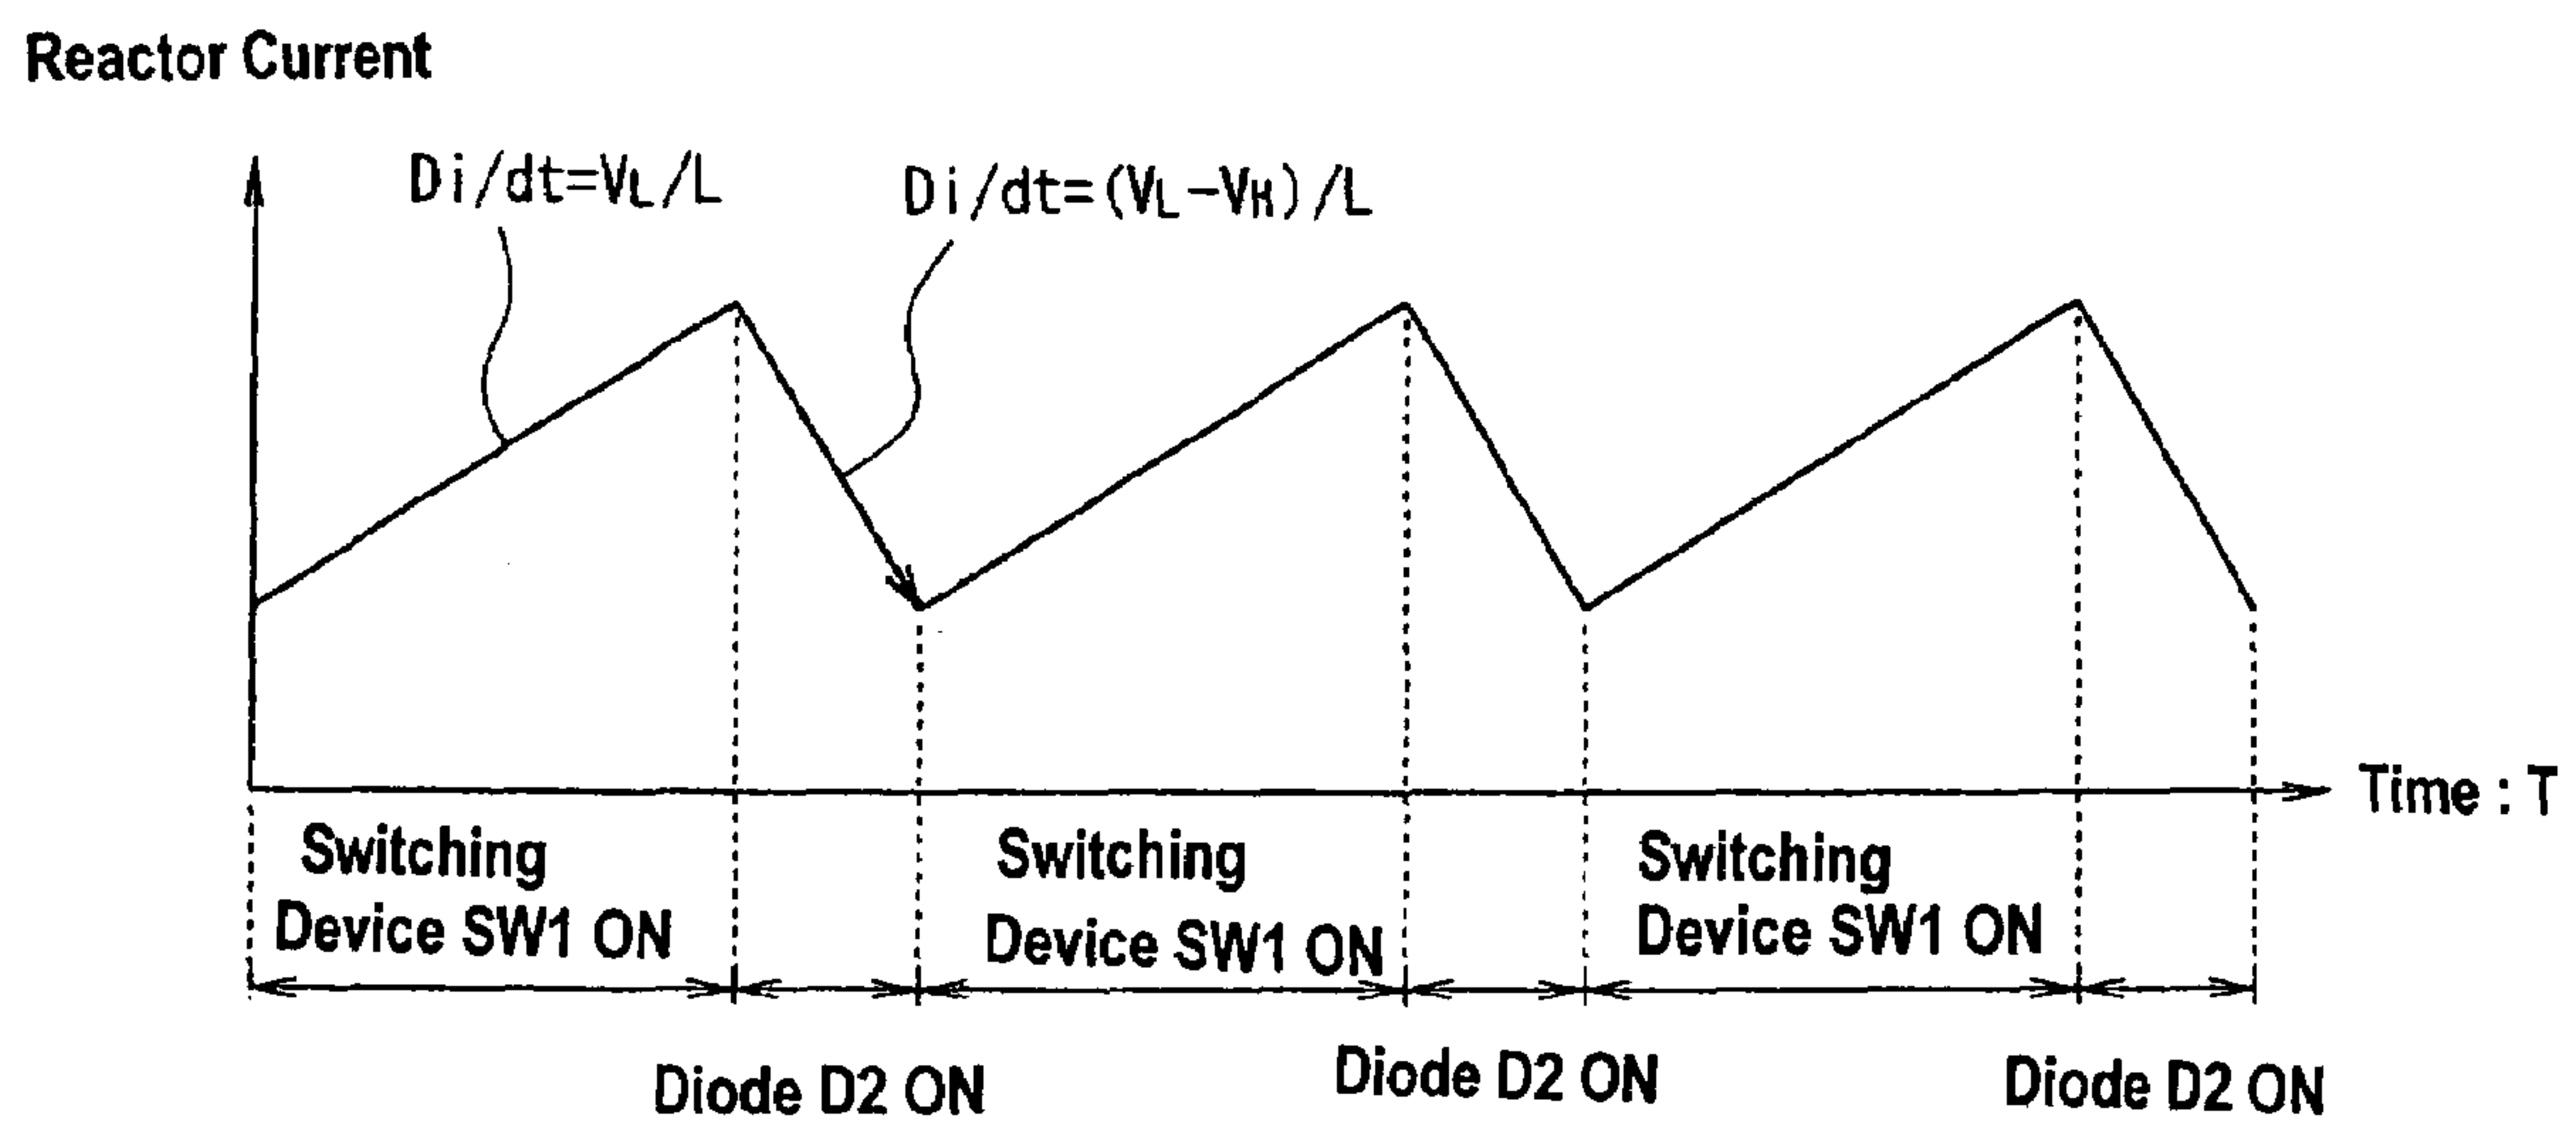 Reactor Current
Di/dt=VL/L
Di/dt=(VL-VH)/L
Time : T
Switching
Device SW1 ON
Switching
Device SW1 ON
Switching
Device SW1 ON
Diode D2 ON
Diode D2 ON
Diode D2 ON